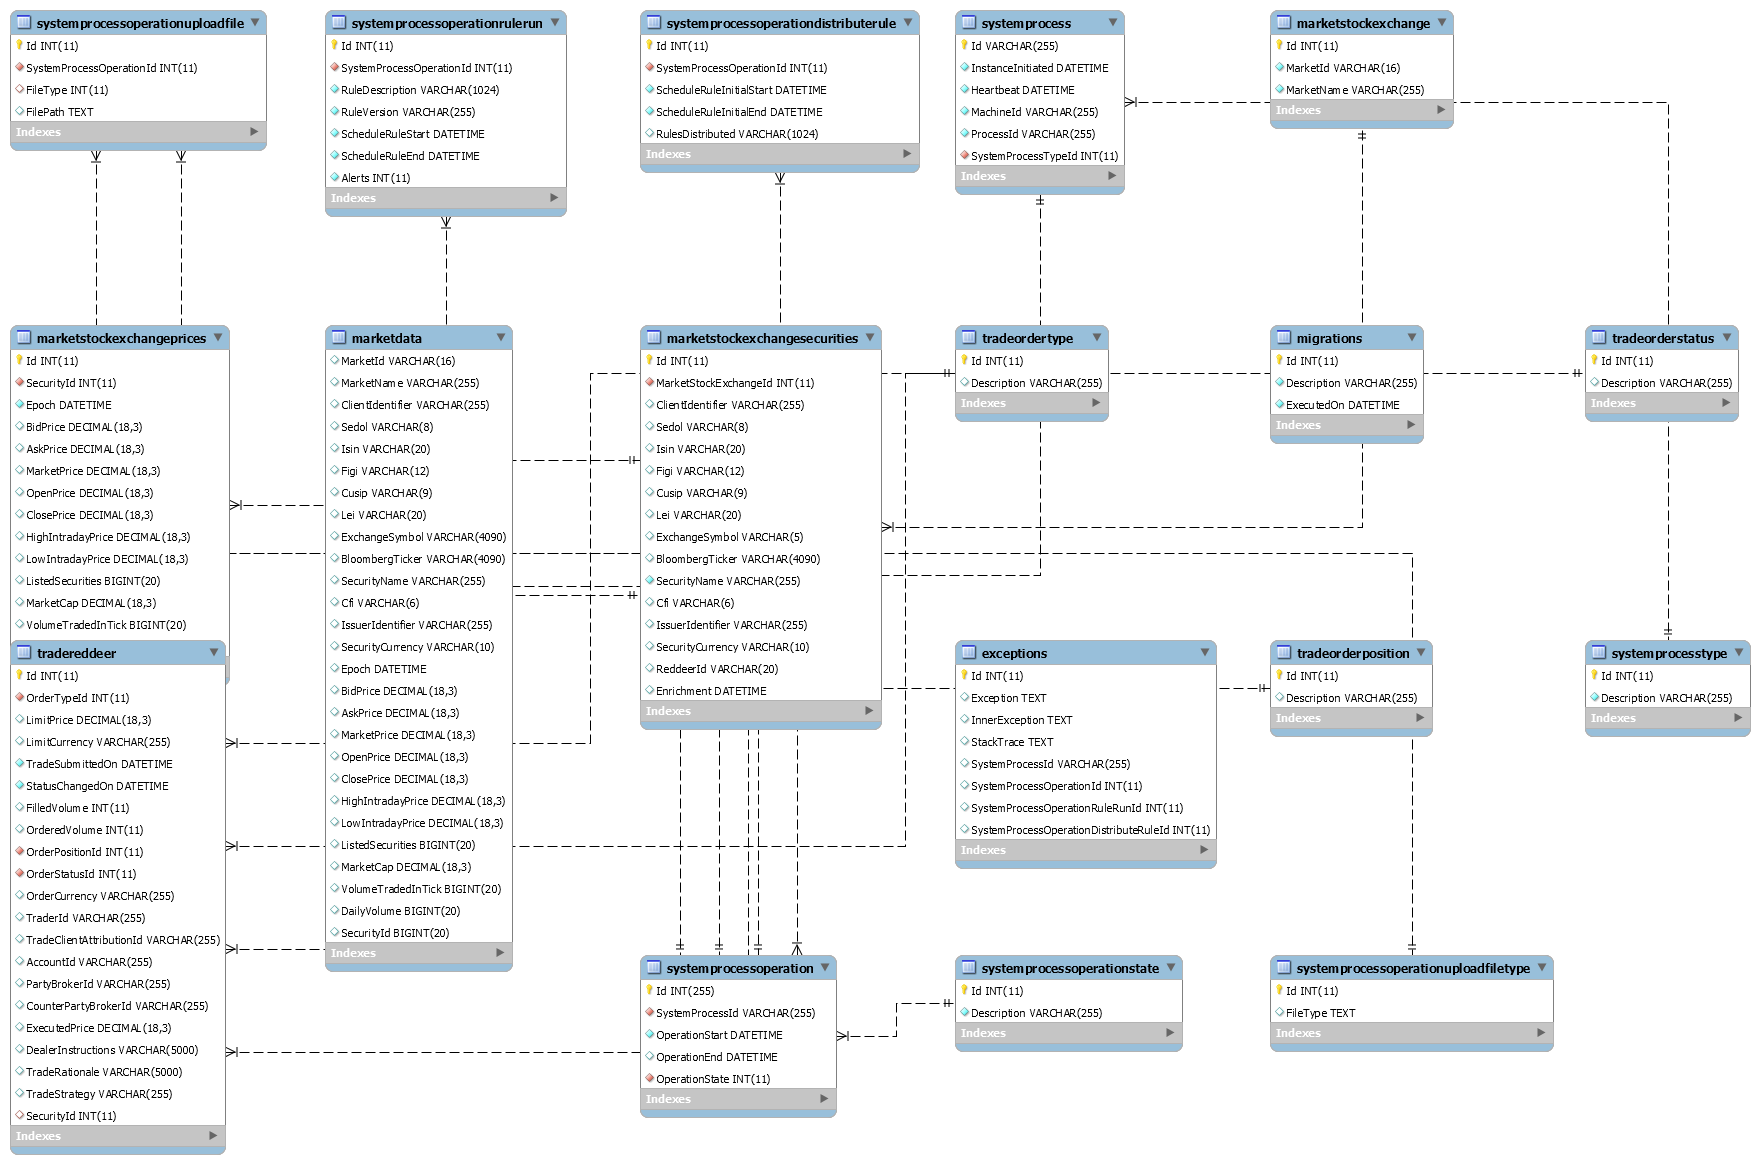 systemprocessoperationuploadfile
Id INT(11)
SystemProcessOperationId INT(11)
FileType INT(11)
FilePath TEXT
Indexes
systemprocessoperationrulerun
Id INT(11)
SystemProcessOperationId INT(11)
RuleDescription VARCHAR(1024)
RuleVersion VARCHAR(255)
ScheduleRuleStart DATETIME
ScheduleRuleEnd DATETIME
Alerts INT(11)
Indexes
systemprocessoperationdistributerule
Id INT(11)
SystemProcessOperationId INT(11)
ScheduleRuleInitialStart DATETIME
ScheduleRuleInitialEnd DATETIME
RulesDistributed VARCHAR(1024)
Indexes
systemprocess
Id VARCHAR(255)
InstanceInitiated DATETIME
Heartbeat DATETIME
MachineId VARCHAR(255)
ProcessId VARCHAR(255)
SystemProcessTypeId INT(11)
Indexes
marketstockexchange
Id INT(11)
MarketId VARCHAR(16)
MarketName VARCHAR(255)
Indexes
marketstockexchangeprices
Id INT(11)
SecurityId INT(11)
Epoch DATETIME
BidPrice DECIMAL(18,3)
AskPrice DECIMAL(18,3)
MarketPrice DECIMAL(18,3)
OpenPrice DECIMAL(18,3)
ClosePrice DECIMAL(18,3)
HighIntradayPrice DECIMAL(18,3)
LowIntradayPrice DECIMAL(18,3)
ListedSecurities BIGINT(20)
MarketCap DECIMAL(18,3)
VolumeTradedInTick BIGINT(20)
marketdata
MarketId VARCHAR(16)
MarketName VARCHAR(255)
ClientIdentifier VARCHAR(255)
Sedol VARCHAR(8)
Isin VARCHAR(20)
Figi VARCHAR(12)
Cusip VARCHAR(9)
Lei VARCHAR(20)
ExchangeSymbol VARCHAR(4090)
BloombergTicker VARCHAR(4090)
SecurityName VARCHAR(255)
Cfi VARCHAR(6)
IssuerIdentifier VARCHAR(255)
SecurityCurrency VARCHAR(10)
Epoch DATETIME
BidPrice DECIMAL(18,3)
AskPrice DECIMAL(18,3)
MarketPrice DECIMAL(18,3)
OpenPrice DECIMAL(18,3)
ClosePrice DECIMAL(18,3)
HighIntradayPrice DECIMAL(18,3)
LowIntradayPrice DECIMAL(18,3)
ListedSecurities BIGINT(20)
MarketCap DECIMAL(18,3)
VolumeTradedInTick BIGINT(20)
DailyVolume BIGINT(20)
SecurityId BIGINT(20)
Indexes
marketstockexchangesecurities
Id INT(11)
MarketStockExchangeId INT(11)
ClientIdentifier VARCHAR(255)
Sedol VARCHAR(8)
Isin VARCHAR(20)
Figi VARCHAR(12)
Cusip VARCHAR(9)
Lei VARCHAR(20)
ExchangeSymbol VARCHAR(5)
BloombergTicker VARCHAR(4090)
SecurityName VARCHAR(255)
Cfi VARCHAR(6)
IssuerIdentifier VARCHAR(255)
SecurityCurrency VARCHAR(10)
ReddeerId VARCHAR(20)
Enrichment DATETIME
Indexes
tradeordertype
Id INT(11)
Description VARCHAR(255)
Indexes
migrations
Id INT(11)
Description VARCHAR(255)
ExecutedOn DATETIME
Indexes
tradeorderstatus
Id INT(11)
Description VARCHAR(255)
Indexes
tradereddeer
Id INT(11)
OrderTypeId INT(11)
LimitPrice DECIMAL(18,3)
LimitCurrency VARCHAR(255)
TradeSubmittedOn DATETIME
StatusChangedOn DATETIME
FilledVolume INT(11)
OrderedVolume INT(11)
OrderPositionId INT(11)
OrderStatusId INT(11)
OrderCurrency VARCHAR(255)
TraderId VARCHAR(255)
TradeClientAttributionId VARCHAR(255)
AccountId VARCHAR(255)
PartyBrokerId VARCHAR(255)
CounterPartyBrokerId VARCHAR(255)
ExecutedPrice DECIMAL(18,3)
DealerInstructions VARCHAR(5000)
TradeRationale VARCHAR(5000)
TradeStrategy VARCHAR(255)
SecurityId INT(11)
Indexes
exceptions
Id INT(11)
Exception TEXT
InnerException TEXT
StackTrace TEXT
SystemProcessId VARCHAR(255)
SystemProcessOperationId INT(11)
SystemProcessOperationRuleRunId INT(11)
SystemProcessOperationDistributeRuleId INT(11)
Indexes
tradeorderposition
Id INT(11)
Description VARCHAR(255)
Indexes
systemprocesstype
Id INT(11)
Description VARCHAR(255)
Indexes
systemprocessoperation
Id INT(255)
SystemProcessId VARCHAR(255)
OperationStart DATETIME
OperationEnd DATETIME
OperationState INT(11)
Indexes
systemprocessoperationstate
Id INT(11)
Description VARCHAR(255)
Indexes
systemprocessoperationuploadfiletype
Id INT(11)
FileType TEXT
Indexes